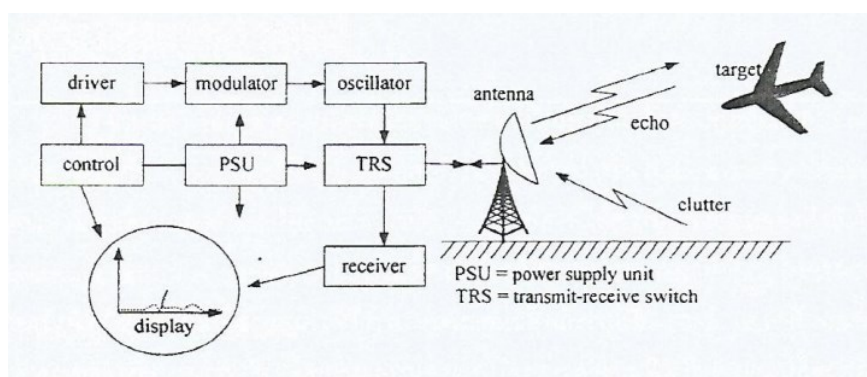 driver
modulator
oscillator
antenna
target
echo
control
PSU
TRS
clutter
receiver
display
PSU = power supply unit
TRS = transmit-receive switch